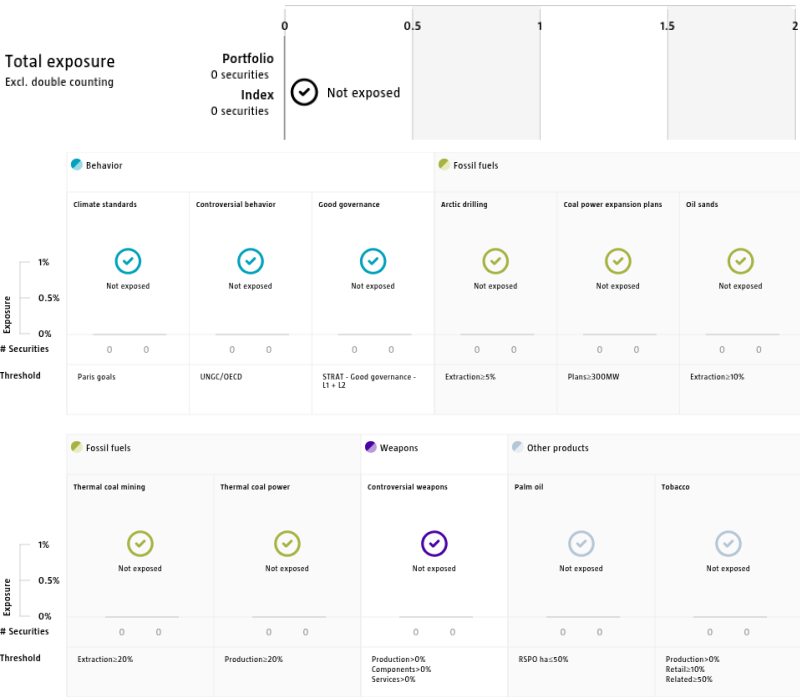 0 0.5 1 1.5 2
Total exposure
Excl. double counting
Portfolio
0 securities
Index
0 securities
Not exposed
Behavior Fossil fuels
Climate standards Controversial behavior Good governance Arctic drilling Coal power expansion plans Oil sands
Exposure
1%
0.5%
0%
Not exposed Not exposed Not exposed Not exposed Not exposed Not exposed
# Securities 0 0 0 0 0 0 0 0 0 0 0 0
Threshold Paris goals UNGC/OECD STRAT - Good governance - Extraction≥5% Plans≥300MW Extraction≥10%
L1 + L2
Fossil fuels Weapons Other products
Thermal coal mining Thermal coal power Controversial weapons Palm oil Tobacco
Exposure
1%
0.5%
0%
Not exposed Not exposed Not exposed Not exposed Not exposed
# Securities 0 0 0 0 0 0 0 0 0 0
Threshold Extraction≥20% Production≥20% Production>0% RSPO ha≤50% Production>0%
Components>0% Retail≥10%
Services>0% Related≥50%